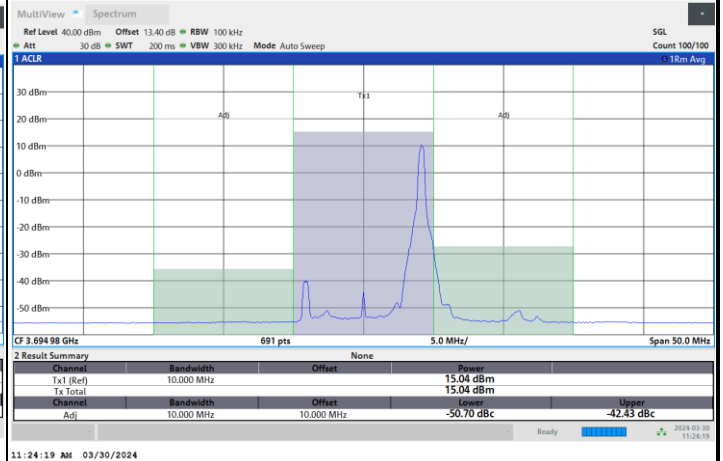 MultiView Spectrum
Ref Level 40.00 dBm Offset 13.40 dB RBW 100 kHz SGL
Att 30 dB SWT 200 ms VBW 300 kHz Mode Auto Sweep Count 100/100
1 ACLR 1Rm Avg
Tx1
Adj Adj
30 dBm
20 dBm
10 dBm
0 dBm
-10 dBm
-20 dBm
-30 dBm
-40 dBm
-50 dBm
CF 3.69498 GHz 691 pts 5.0 MHz/ Span 50.0 MHz
2 Result Summary None
Channel Bandwidth Offset Power
Tx1 (Ref) 10.000 MHz 15.04 dBm
Tx Total 15.04 dBm
Channel Bandwidth Offset Lower Upper
Adj 10.000 MHz 10.000 MHz -50.70 dBc -42.43 dBc
Ready 2024-03-30
11:24:19
11:24:19 AM 03/30/2024